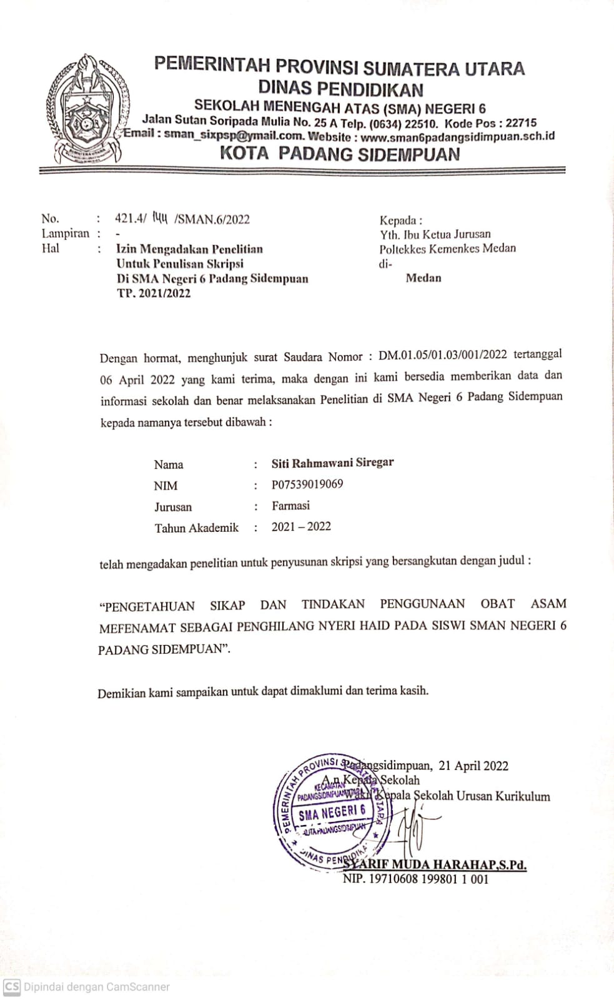 PEMERINTAH PROVINSI SUMATERA UTARA
DINAS PENDIDIKAN
SEKOLAH MENENGAH ATAS (SMA) NEGERI 6
Jalan Sutan Soripada Mulia No. 25 A Telp. (0634) 22510. Kode Pos : 22715
Email : sman_sixpsp@ymail.com. Website : www.sman6padangsidimpuan.sch.id
KOTA PADANG SIDEMPUAN
SUMATERA UTARA
No. : 421.4/ 144 /SMAN.6/2022
Lampiran : -
Hal : Izin Mengadakan Penelitian
Untuk Penulisan Skripsi
Di SMA Negeri 6 Padang Sidempuan
TP. 2021/2022
Kepada :
Yth. Ibu Ketua Jurusan
Poltekkes Kemenkes Medan
di-
Medan
Dengan hormat, menghunjuk surat Saudara Nomor : DM.01.05/01.03/001/2022 tertanggal
06 April 2022 yang kami terima, maka dengan ini kami bersedia memberikan data dan
informasi sekolah dan benar melaksanakan Penelitian di SMA Negeri 6 Padang Sidempuan
kepada namanya tersebut dibawah :
Nama : Siti Rahmawani Siregar
NIM : P07539019069
Jurusan : Farmasi
Tahun Akademik : 2021 – 2022
telah mengadakan penelitian untuk penyusunan skripsi yang bersangkutan dengan judul :
“PENGETAHUAN SIKAP DAN TINDAKAN PENGGUNAAN OBAT ASAM
MEFENAMAT SEBAGAI PENGHILANG NYERI HAID PADA SISWI SMAN NEGERI 6
PADANG SIDEMPUAN”.
Demikian kami sampaikan untuk dapat dimaklumi dan terima kasih.
Padangsidimpuan, 21 April 2022
A.n Kepala Sekolah
Wakil Kepala Sekolah Urusan Kurikulum
PEMERINTAH PROVINSI SUMATERA UTARA
KECAMATAN
PADANGSIDIMPUAN UTARA
SMA NEGERI 6
KOTA PADANGSIDIMPUAN
DINAS PENDIDIKAN
SYARIF MUDA HARAHAP,S.Pd.
NIP. 19710608 199801 1 001
CS Dipindai dengan CamScanner